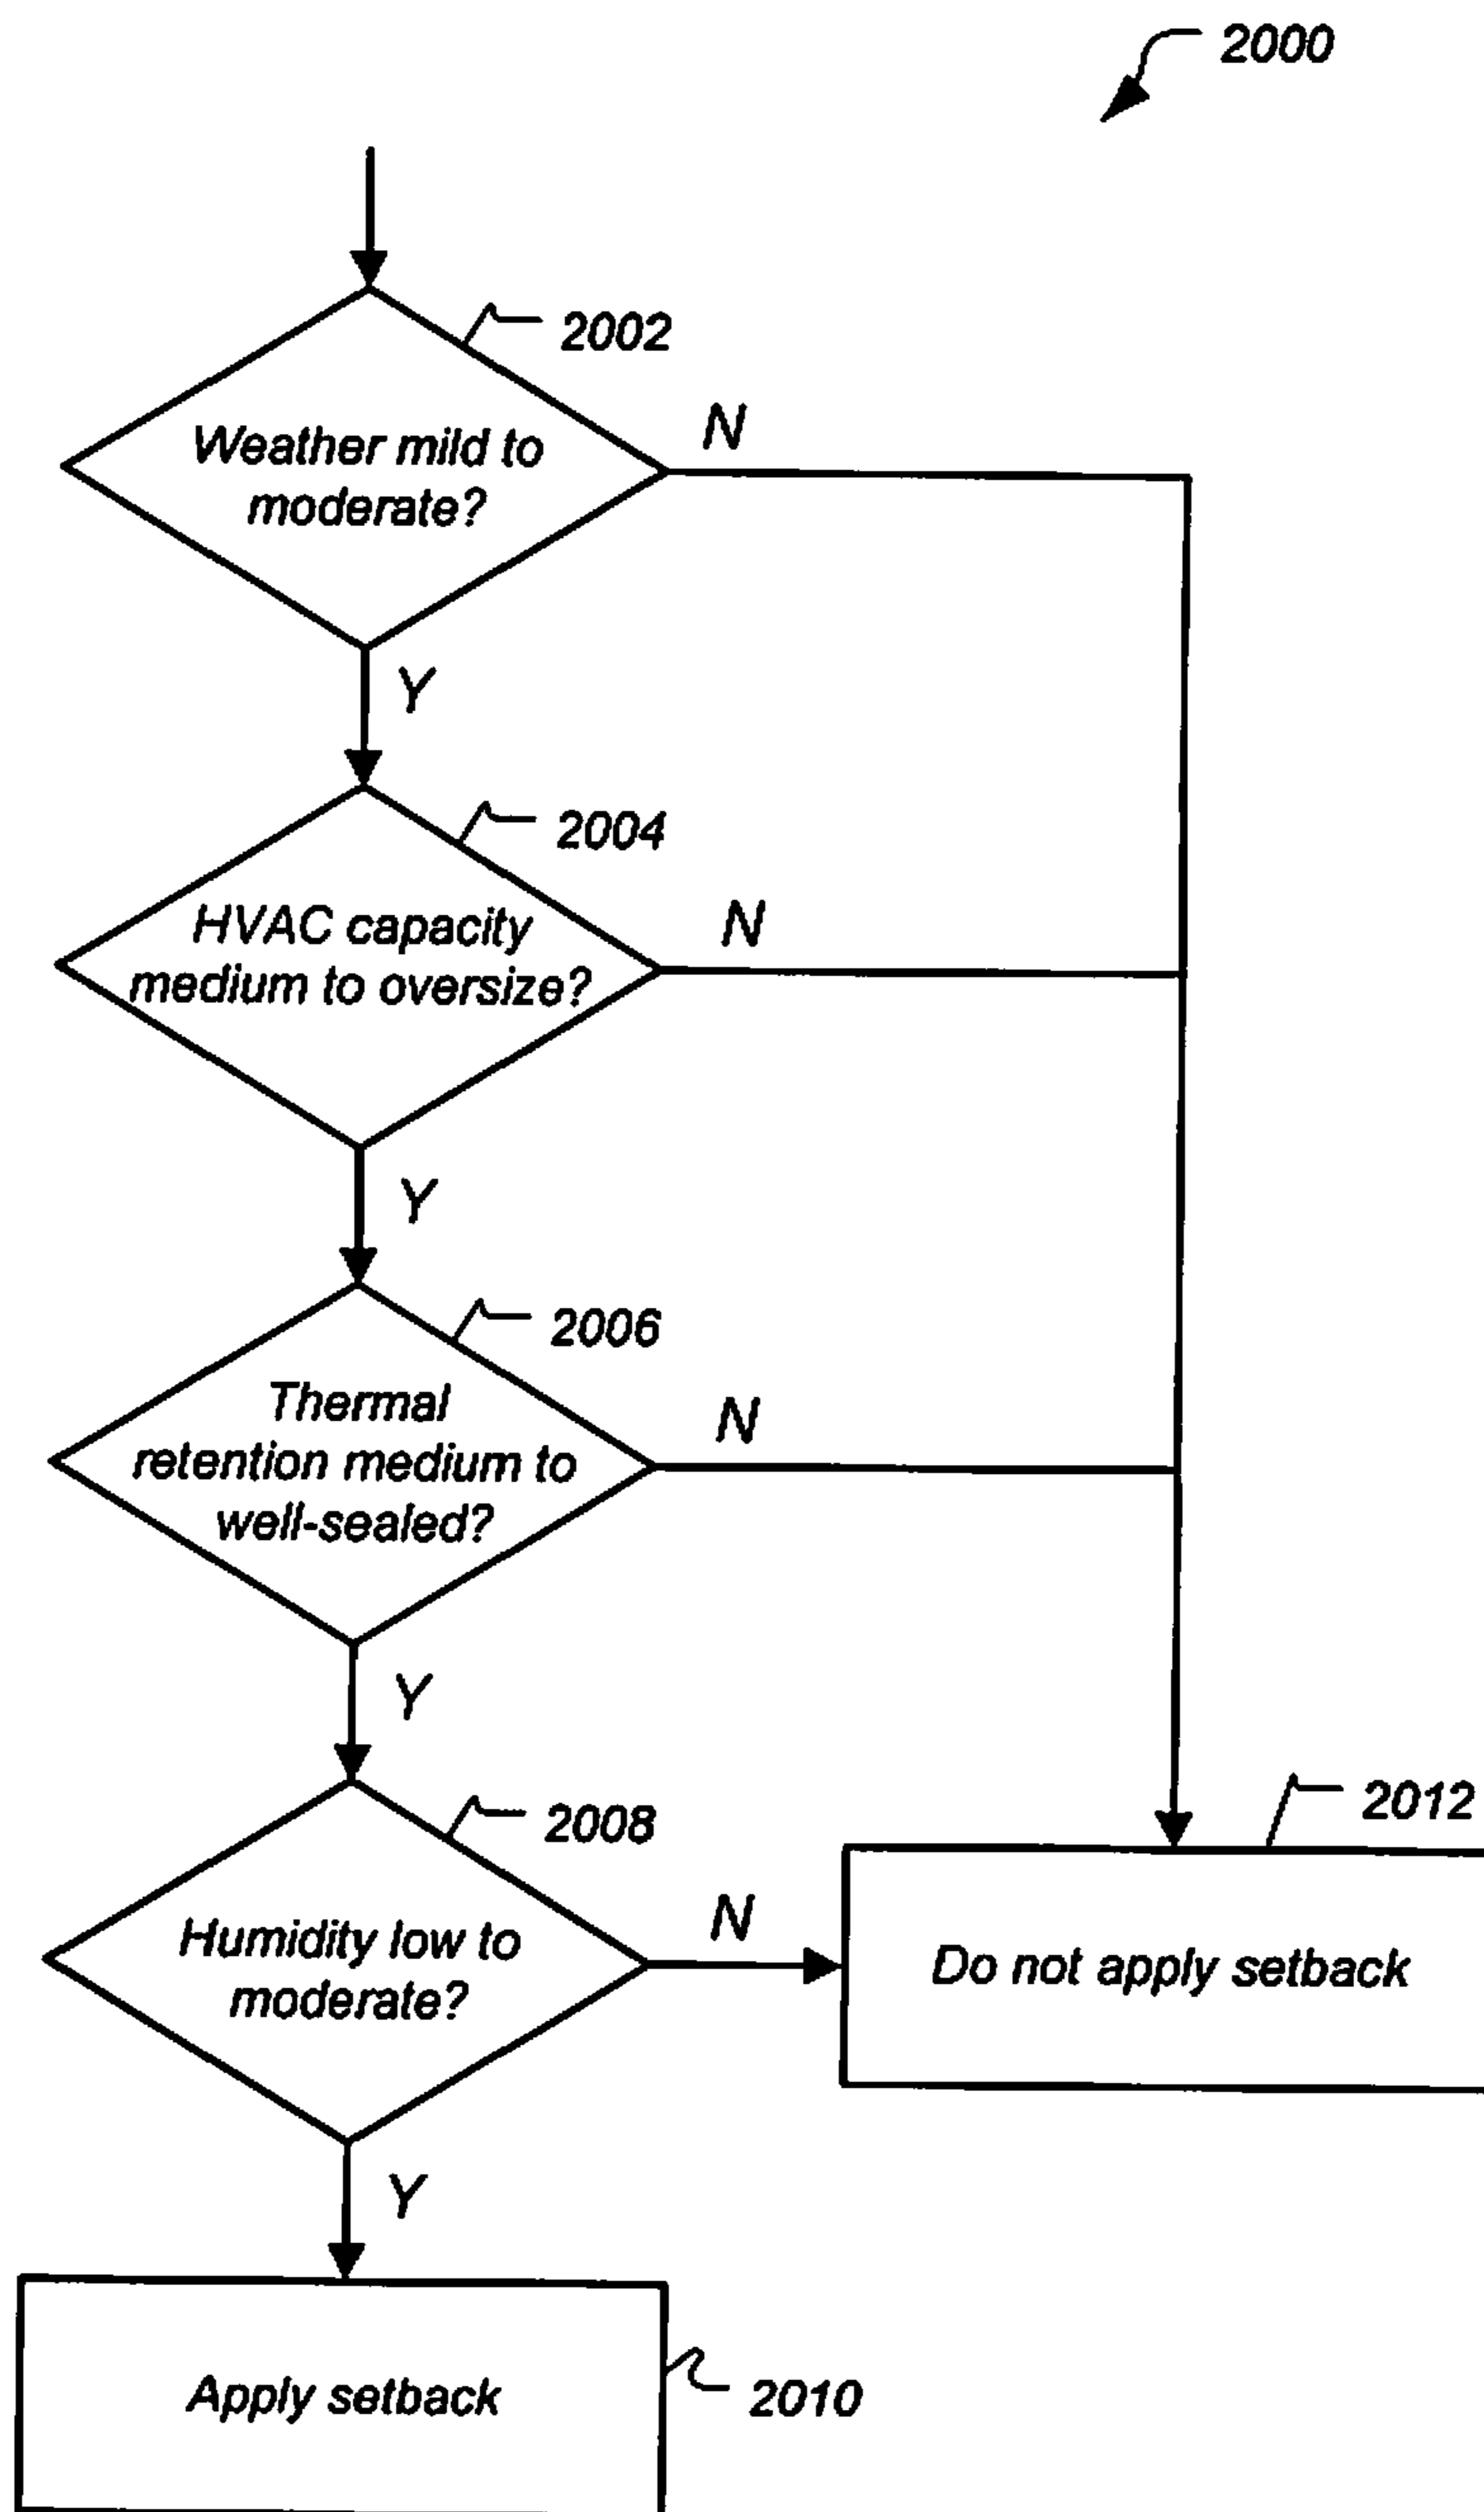 2000
2002
Weather mild to
moderate?
N
Y
2004
HVAC capacity
medium to oversize?
N
Y
2006
Thermal
retention medium to
well-sealed?
N
Y
2008
Humidity low to
moderate?
N
2012
Do not apply setback
Y
Apply setback
2010